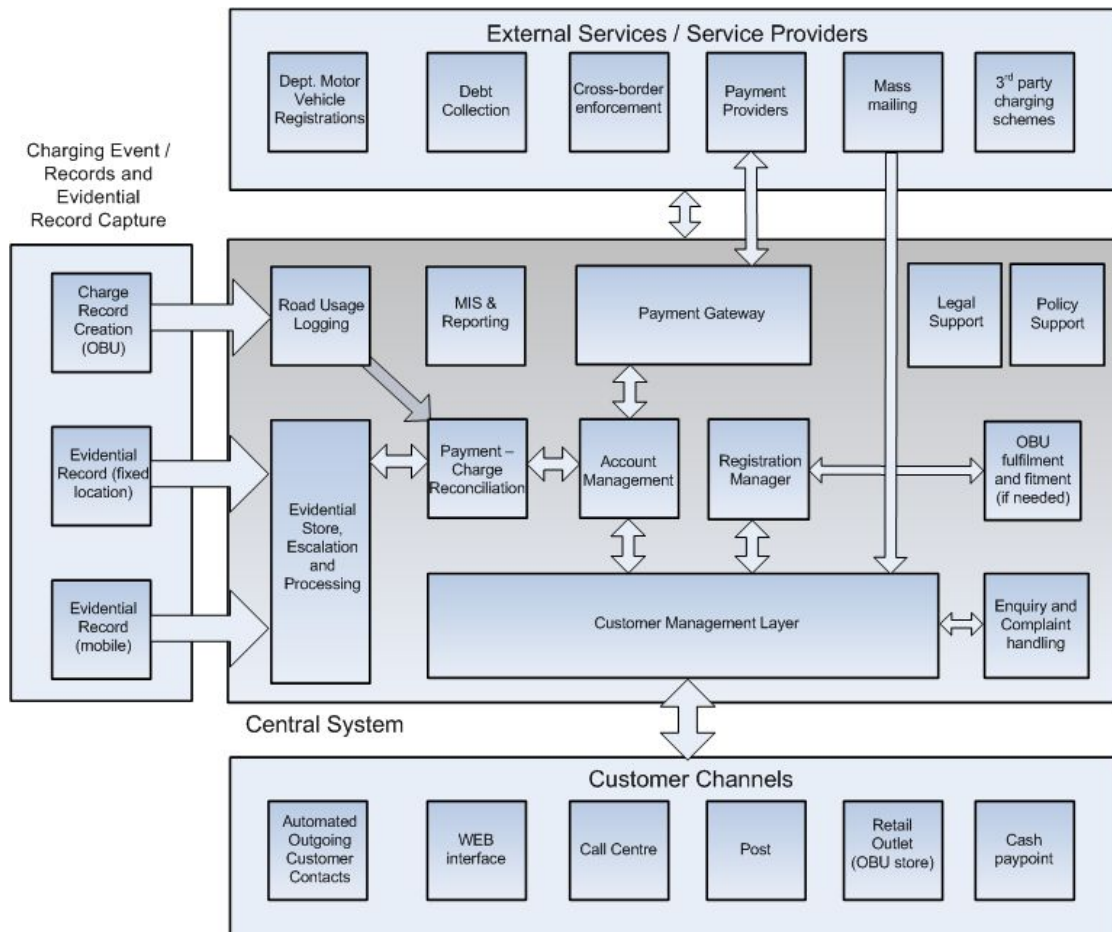 External Services / Service Providers
Dept. Motor
Vehicle
Registrations
Debt
Collection
Cross-border
enforcement
Payment
Providers
Mass
mailing
3rd party
charging
schemes
Charging Event /
Records and
Evidential
Record Capture
Charge
Record
Creation
(OBU)
Evidential
Record (fixed
location)
Evidential
Record
(mobile)
Road Usage
Logging
MIS &
Reporting
Payment Gateway
Legal
Support
Policy
Support
Evidential
Store,
Escalation
and
Processing
Payment –
Charge
Reconciliation
Account
Management
Registration
Manager
OBU
fulfilment
and fitment
(if needed)
Customer Management Layer
Enquiry and
Complaint
handling
Central System
Customer Channels
Automated
Outgoing
Customer
Contacts
WEB
interface
Call Centre
Post
Retail
Outlet
(OBU store)
Cash
paypoint